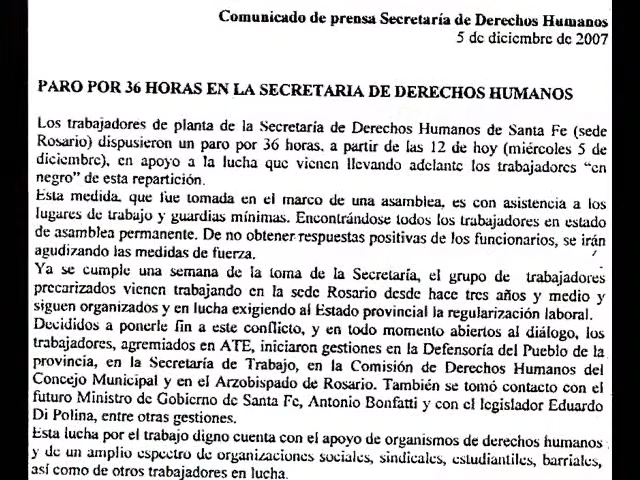 Comunicado de prensa Secretaría de Derechos Humanos
5 de diciembre de 2007
PARO POR 36 HORAS EN LA SECRETARIA DE DERECHOS HUMANOS
Los trabajadores de planta de la Secretaría de Derechos Humanos de Santa Fe (sede
Rosario) dispusieron un paro por 36 horas, a partir de las 12 de hoy (miércoles 5 de
diciembre), en apoyo a la lucha que vienen llevando adelante los trabajadores “en
negro” de esta repartición.
Esta medida, que fue tomada en el marco de una asamblea, es con asistencia a los
lugares de trabajo y guardias mínimas. Encontrándose todos los trabajadores en estado
de asamblea permanente. De no obtener respuestas positivas de los funcionarios, se irán
agudizando las medidas de fuerza.
Ya se cumple una semana de la toma de la Secretaría, el grupo de trabajadores
precarizados vienen trabajando en la sede Rosario desde hace tres años y medio y
siguen organizados y en lucha exigiendo al Estado provincial la regularización laboral.
Decididos a ponerle fin a este conflicto, y en todo momento abiertos al diálogo, los
trabajadores, agremiados en ATE, iniciaron gestiones en la Defensoría del Pueblo de la
provincia, en la Secretaría de Trabajo, en la Comisión de Derechos Humanos del
Concejo Municipal y en el Arzobispado de Rosario. También se tomó contacto con el
futuro Ministro de Gobierno de Santa Fe, Antonio Bonfatti y con el legislador Eduardo
Di Polina, entre otras gestiones.
Esta lucha por el trabajo digno cuenta con el apoyo de organismos de derechos humanos
y de un amplio espectro de organizaciones sociales, sindicales, estudiantiles, barriales,
así como de otros trabajadores en lucha.